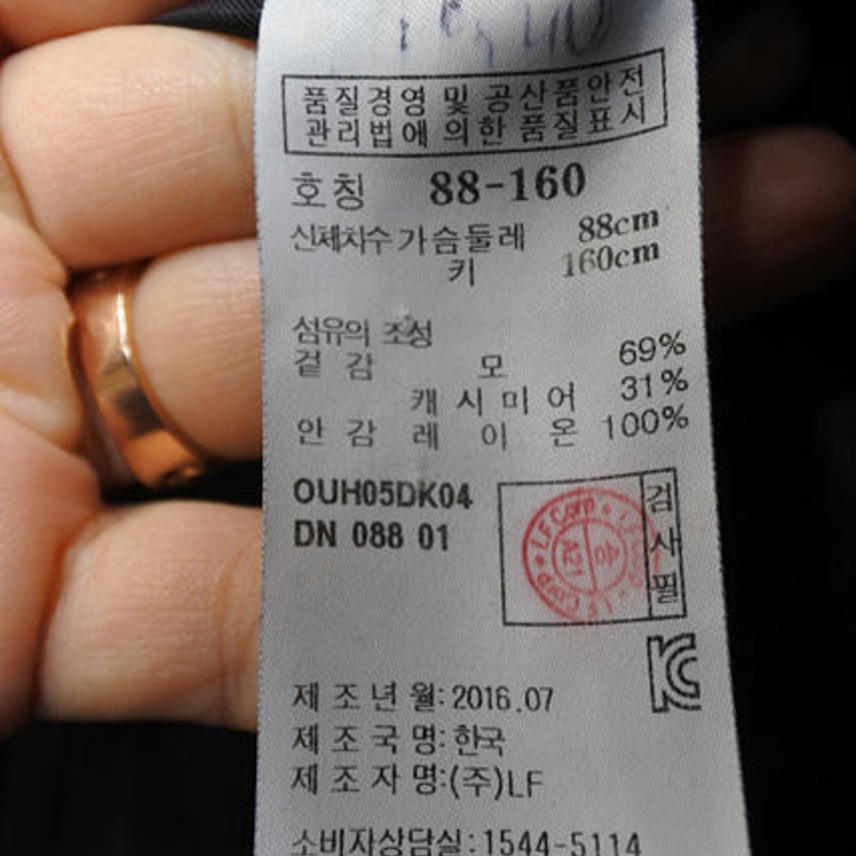 품질경영 및 공산품안전
관리법애 의한 품질표시
호칭 88-160
신체치수 가슴둘레 88cm
키 160cm
섬유의 조성
겉감 모 69%
캐시미어 31%
안감 레이온 100%
OUH05DK04
DN 088 01
검사필
LF Corp
A21
제조년월: 2016.07
제조국명: 한국
제조자명: (주)LF
소비자상담실: 1544-5114